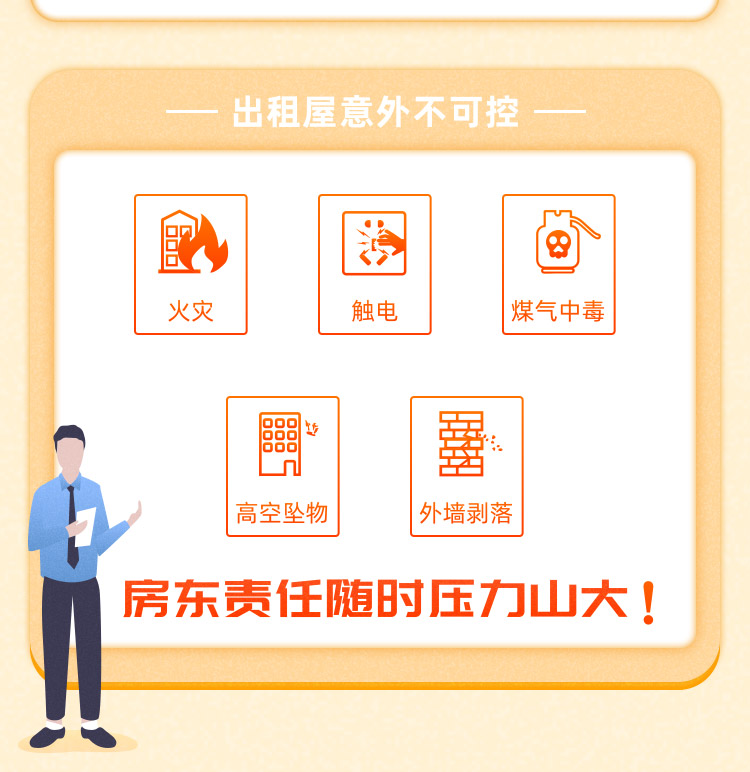 出租屋意外不可控
火灾
触电
煤气中毒
高空坠物
外墙剥落
房东责任随时压力山大！